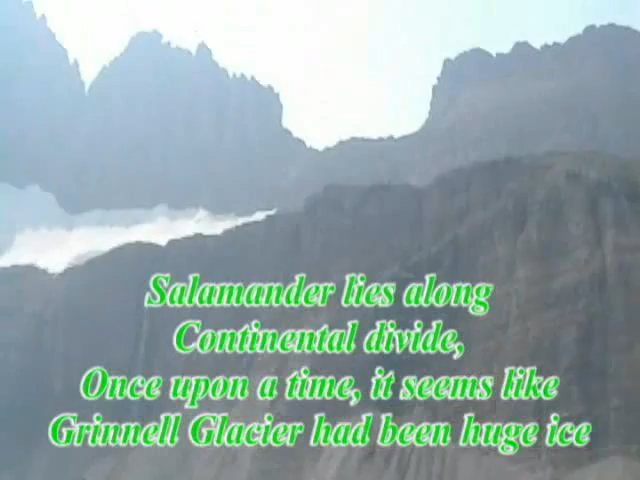 Salamander lies along
Continental divide,
Once upon a time, it seems like
Grinnell Glacier had been huge ice